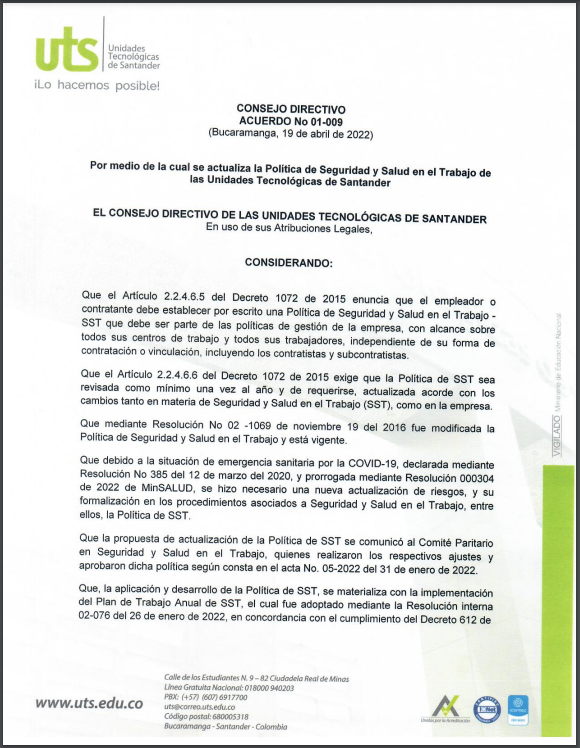 uts
Unidades
Tecnológicas
de Santander
¡Lo hacemos posible!
CONSEJO DIRECTIVO
ACUERDO No 01-009
(Bucaramanga, 19 de abril de 2022)
Por medio de la cual se actualiza la Política de Seguridad y Salud en el Trabajo de
las Unidades Tecnológicas de Santander
EL CONSEJO DIRECTIVO DE LAS UNIDADES TECNOLÓGICAS DE SANTANDER
En uso de sus Atribuciones Legales,
CONSIDERANDO:
Que el Artículo 2.2.4.6.5 del Decreto 1072 de 2015 enuncia que el empleador o
contratante debe establecer por escrito una Política de Seguridad y Salud en el Trabajo -
SST que debe ser parte de las políticas de gestión de la empresa, con alcance sobre
todos sus centros de trabajo y todos sus trabajadores, independiente de su forma de
contratación o vinculación, incluyendo los contratistas y subcontratistas.
Que el Artículo 2.2.4.6.6 del Decreto 1072 de 2015 exige que la Política de SST sea
revisada como mínimo una vez al año y de requerirse, actualizada acorde con los
cambios tanto en materia de Seguridad y Salud en el Trabajo (SST), como en la empresa.
Que mediante Resolución No 02 -1069 de noviembre 19 del 2016 fue modificada la
Política de Seguridad y Salud en el Trabajo y está vigente.
Que debido a la situación de emergencia sanitaria por la COVID-19, declarada mediante
Resolución No 385 del 12 de marzo del 2020, y prorrogada mediante Resolución 000304
de 2022 de MinSALUD, se hizo necesario una nueva actualización de riesgos, y su
formalización en los procedimientos asociados a Seguridad y Salud en el Trabajo, entre
ellos, la Política de SST.
Que la propuesta de actualización de la Política de SST se comunicó al Comité Paritario
en Seguridad y Salud en el Trabajo, quienes realizaron los respectivos ajustes y
aprobaron dicha política según consta en el acta No. 05-2022 del 31 de enero de 2022.
Que, la aplicación y desarrollo de la Política de SST, se materializa con la implementación
del Plan de Trabajo Anual de SST, el cual fue adoptado mediante la Resolución interna
02-076 del 26 de enero de 2022, en concordancia con el cumplimiento del Decreto 612 de
VIGILADO Ministerio de Educación Nacional
www.uts.edu.co
Calle de los Estudiantes N. 9 – 82 Ciudadela Real de Minas
Línea Gratuita Nacional: 018000 940203
PBX: (+57) (607) 6917700
uts@correo.uts.edu.co
Código postal: 680005318
Bucaramanga - Santander - Colombia
Unidos por la Acreditación